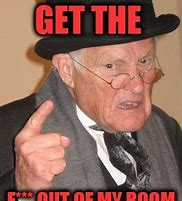 GET THE
F*** OUT OF MY ROOM